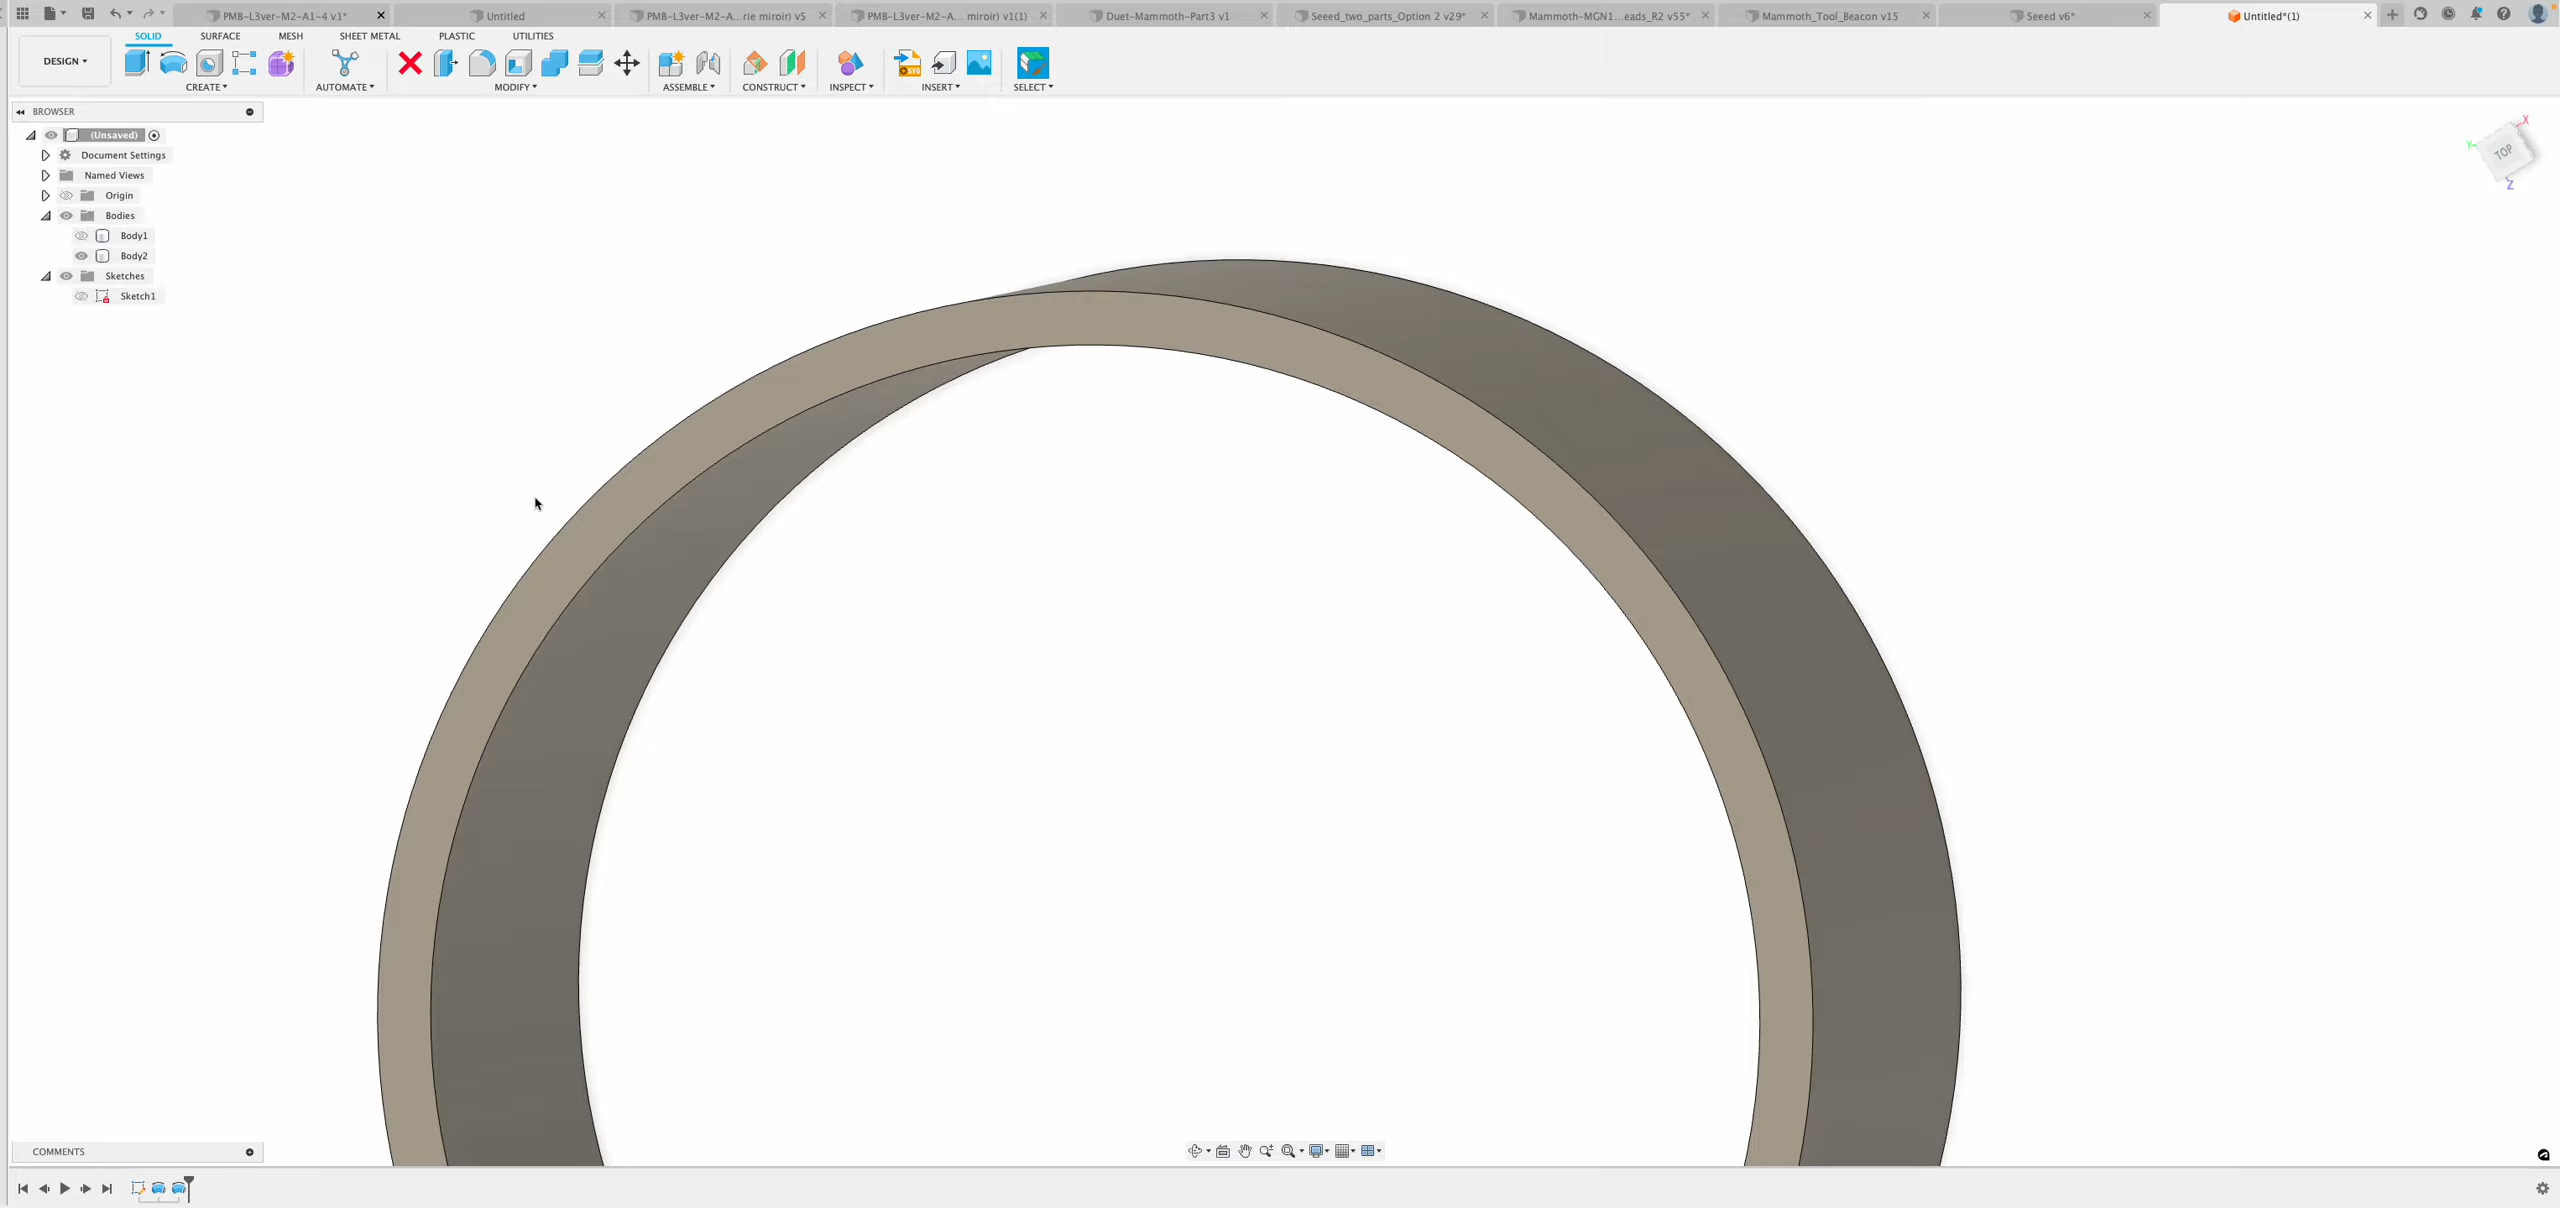 PMB-L3ver-M2-A1-4 v1*
Untitled
PMB-L3ver-M2-A...rie miroir) v5
PMB-L3ver-M2-A... miroir) v1(1)
Duet-Mammoth-Part3 v1
Seeed_two_parts_Option 2 v29*
Mammoth-MGN1...eads_R2 v55*
Mammoth_Tool_Beacon v15
Seeed v6*
Untitled*(1)
SOLID
SURFACE
MESH
SHEET METAL
PLASTIC
UTILITIES
DESIGN
CREATE
AUTOMATE
MODIFY
ASSEMBLE
CONSTRUCT
INSPECT
INSERT
SELECT
BROWSER
(Unsaved)
Document Settings
Named Views
Origin
Bodies
Body1
Body2
Sketches
Sketch1
X
Y
TOP
Z
COMMENTS